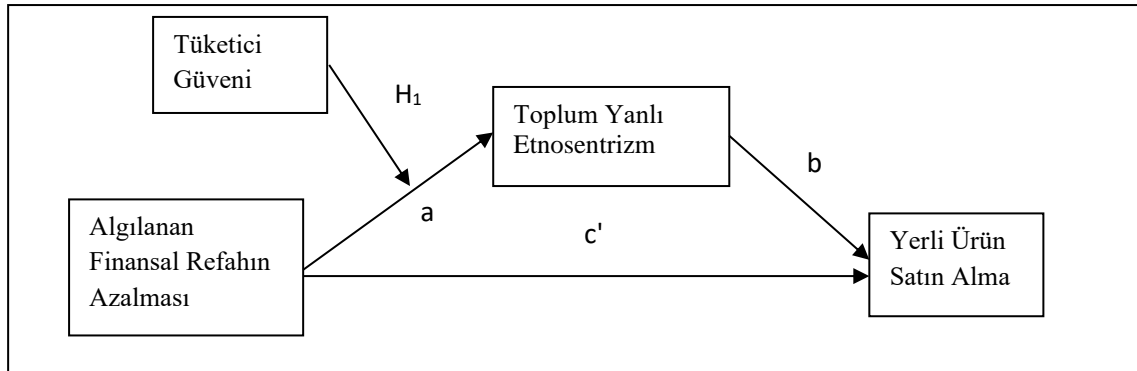 Tüketici
Güveni
H₁
Toplum Yanlı
Etnosentrizm
b
a
Algılanan
Finansal Refahın
Azalması
c'
Yerli Ürün
Satın Alma